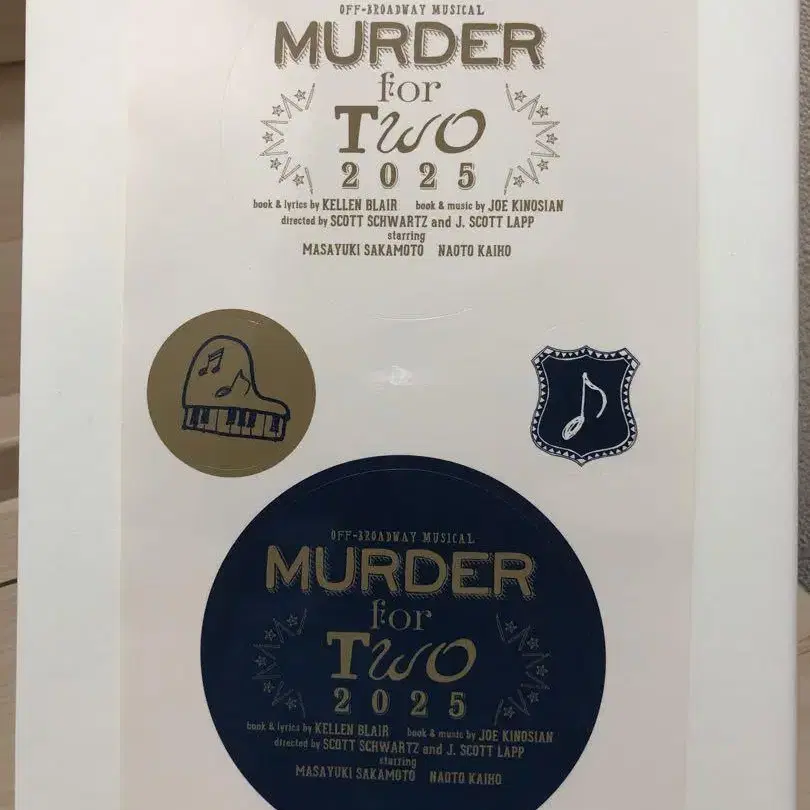 OFF-BROADWAY MUSICAL
MURDER
for
Two
2025
book & lyrics by KELLEN BLAIR book & music by JOE KINOSIAN
directed by SCOTT SCHWARTZ and J. SCOTT LAPP
starring
MASAYUKI SAKAMOTO NAOTO KAIHO
OFF-BROADWAY MUSICAL
MURDER
for
Two
2025
book & lyrics by KELLEN BLAIR book & music by JOE KINOSIAN
directed by SCOTT SCHWARTZ and J. SCOTT LAPP
starring
MASAYUKI SAKAMOTO NAOTO KAIHO